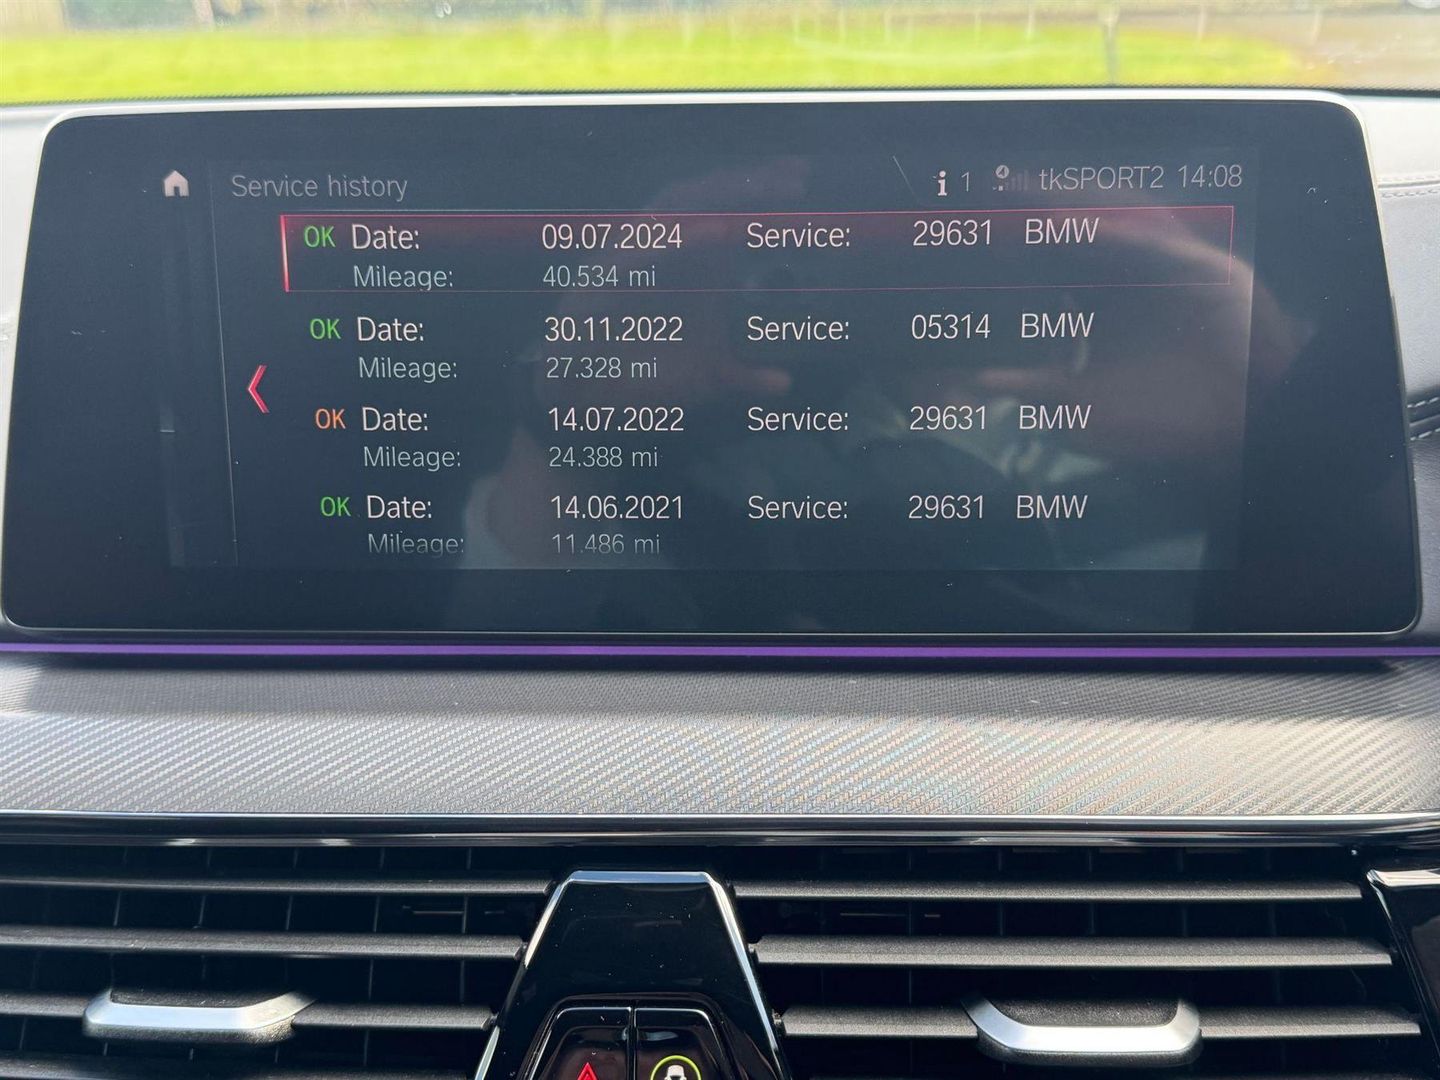 Service history i 1 tkSPORT2 14:08
OK Date: 09.07.2024 Service: 29631 BMW
Mileage: 40.534 mi
OK Date: 30.11.2022 Service: 05314 BMW
Mileage: 27.328 mi
OK Date: 14.07.2022 Service: 29631 BMW
Mileage: 24.388 mi
OK Date: 14.06.2021 Service: 29631 BMW
Mileage: 11.486 mi